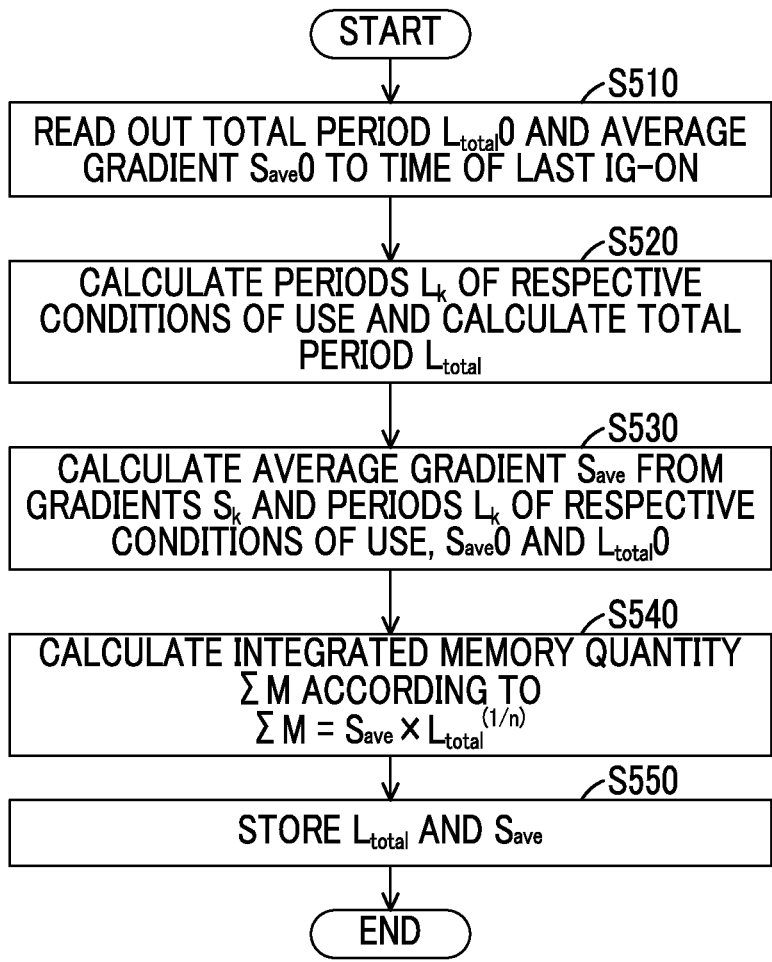 START
S510
READ OUT TOTAL PERIOD Ltotal0 AND AVERAGE
GRADIENT Save0 TO TIME OF LAST IG-ON
S520
CALCULATE PERIODS Lk OF RESPECTIVE
CONDITIONS OF USE AND CALCULATE TOTAL
PERIOD Ltotal
S530
CALCULATE AVERAGE GRADIENT Save FROM
GRADIENTS Sk AND PERIODS Lk OF RESPECTIVE
CONDITIONS OF USE, Save0 AND Ltotal0
S540
CALCULATE INTEGRATED MEMORY QUANTITY
ΣM ACCORDING TO
ΣM = Save × Ltotal^(1/n)
S550
STORE Ltotal AND Save
END